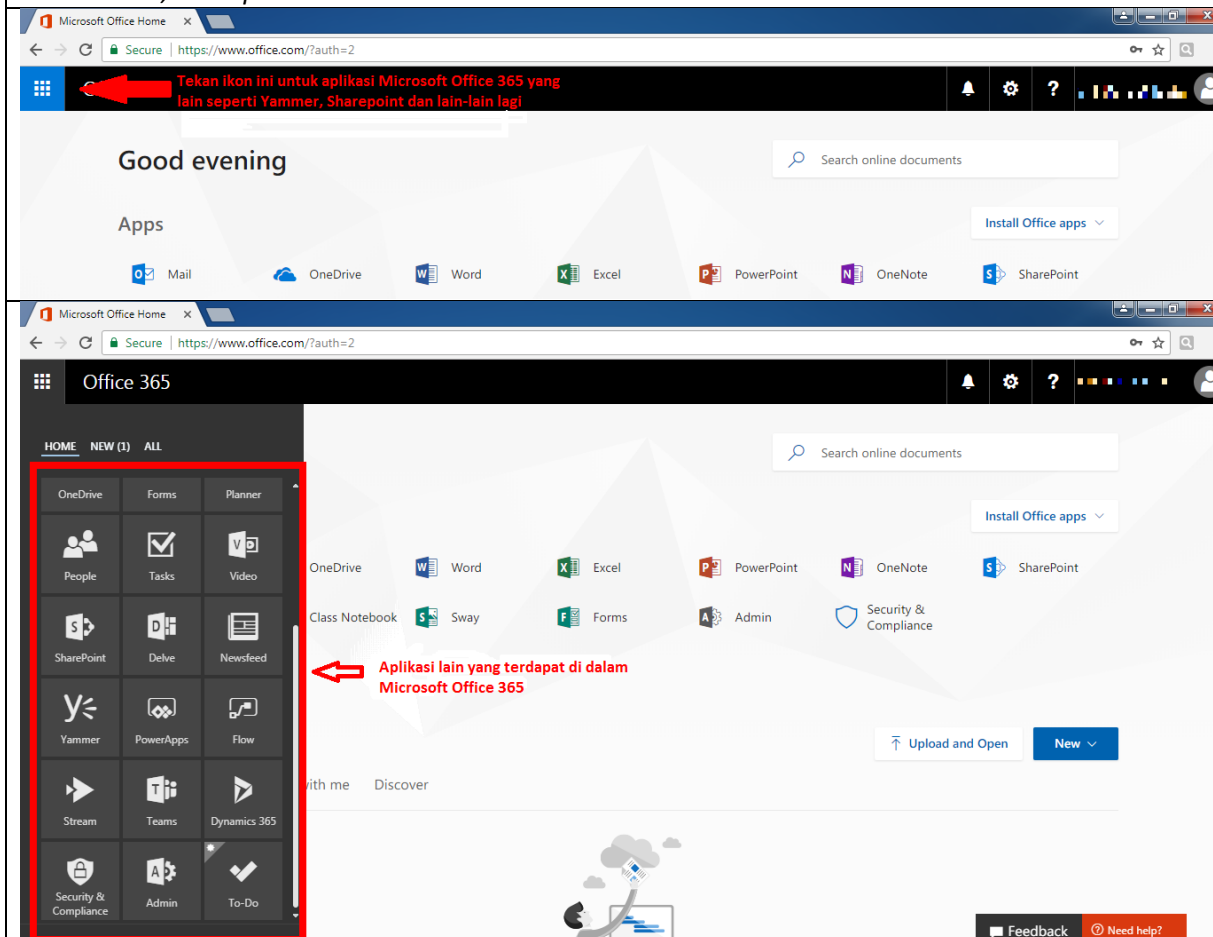 Microsoft Office Home
Secure | https://www.office.com/?auth=2
Tekan ikon ini untuk aplikasi Microsoft Office 365 yang
lain seperti Yammer, Sharepoint dan lain-lain lagi
?
Good evening
Search online documents
Apps
Install Office apps
Mail OneDrive Word Excel PowerPoint OneNote SharePoint
Microsoft Office Home
Secure | https://www.office.com/?auth=2
Office 365
?
HOME NEW (1) ALL
Search online documents
OneDrive Forms Planner
Install Office apps
People Tasks Video
OneDrive Word Excel PowerPoint OneNote SharePoint
Class Notebook Sway Forms Admin Security &
Compliance
SharePoint Delve Newsfeed
Aplikasi lain yang terdapat di dalam
Microsoft Office 365
Yammer PowerApps Flow
Upload and Open New
with me Discover
Stream Teams Dynamics 365
Security &
Compliance Admin To-Do
Feedback Need help?